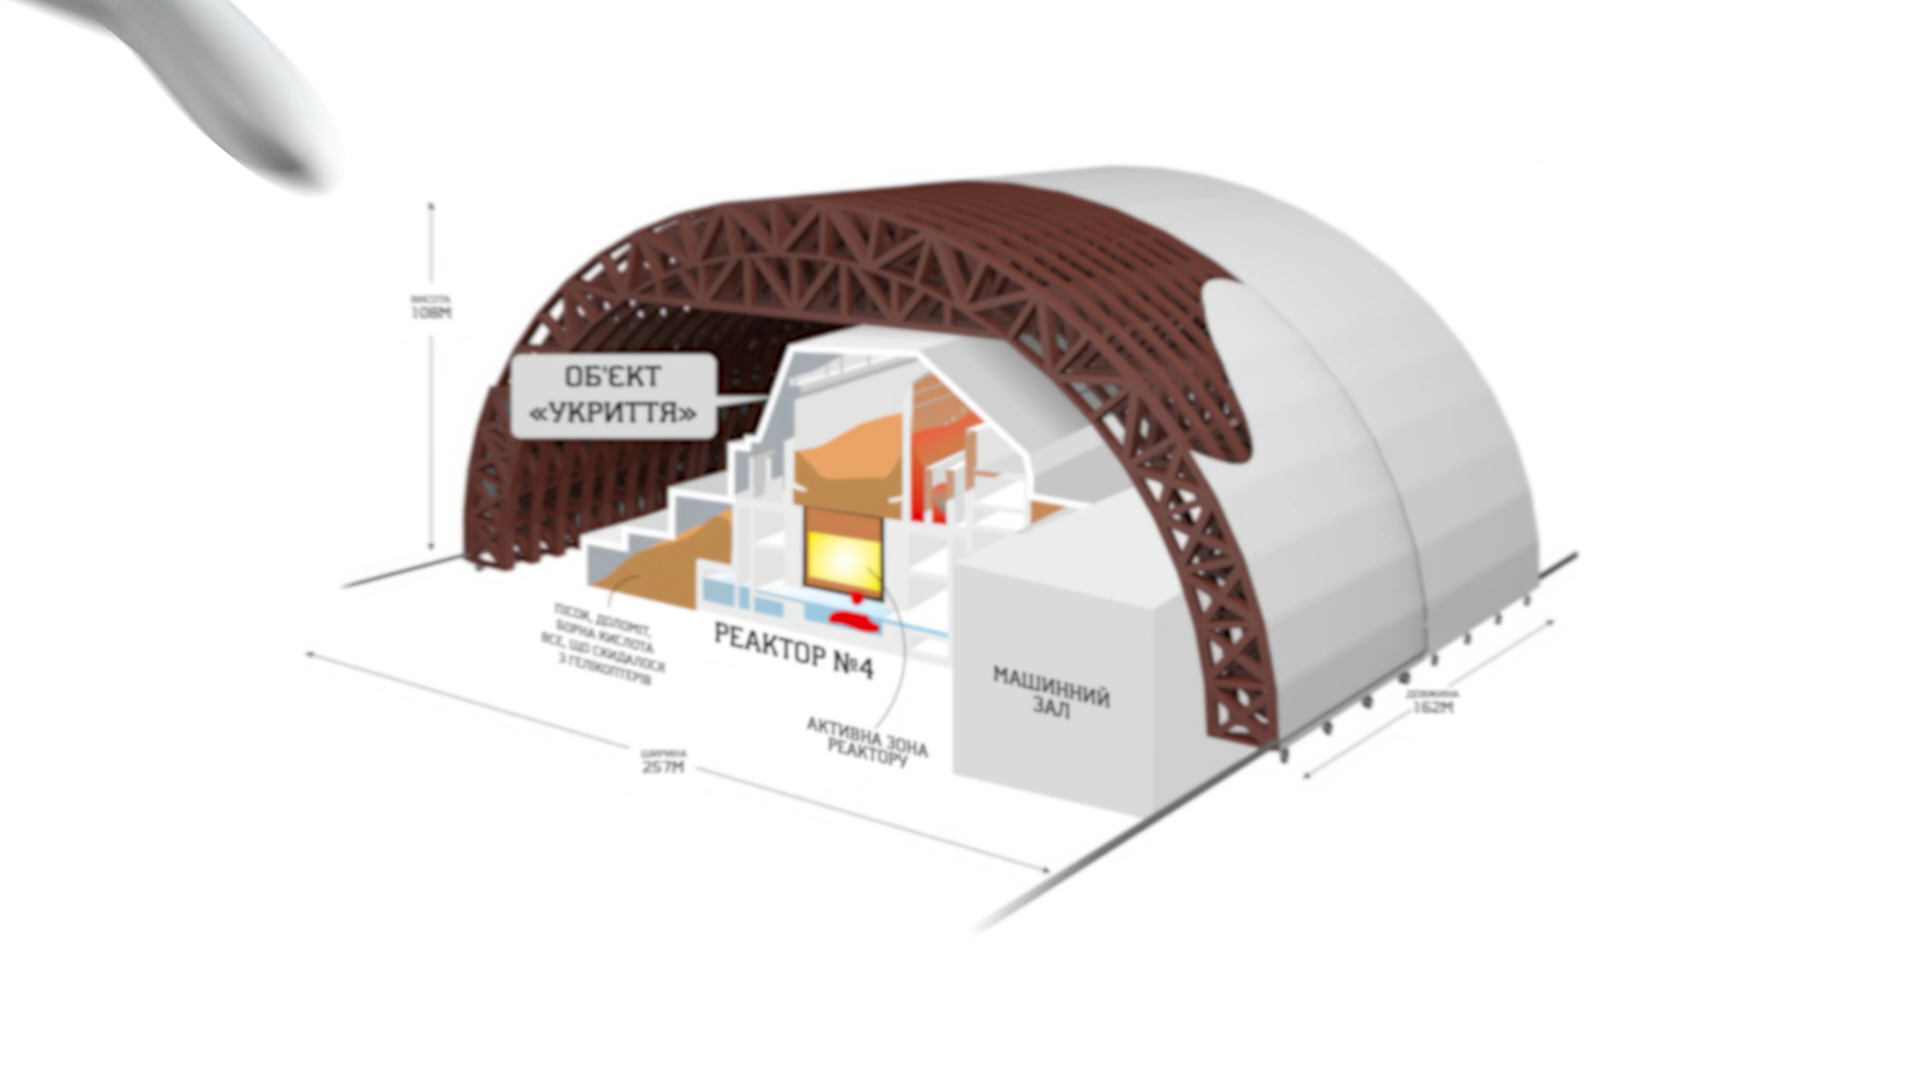 ВИСОТА
108М
ОБ'ЄКТ
«УКРИТТЯ»
ПІСОК, ДОЛОМІТ,
БОРНА КИСЛОТА
ВСЕ, ЩО СКИДАЛОСЯ
З ГЕЛІКОПТЕРІВ
РЕАКТОР №4
МАШИННИЙ
ЗАЛ
АКТИВНА ЗОНА
РЕАКТОРУ
ШИРИНА
257М
ДОВЖИНА
162М